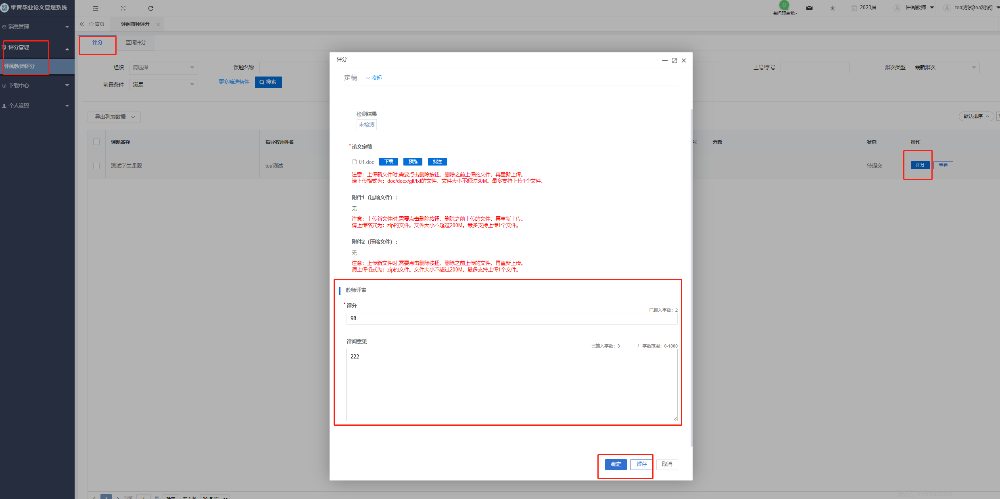 维普毕业论文管理系统
有问题点我~
2023届
评阅教师
tea测试[tea测试]
消息管理
评分管理
评阅教师评分
下载中心
个人设置
首页
评阅教师评分
评分
查询评分
组织
请选择
课题名称
工号/学号
辩次类型
最新辩次
前置条件
满足
更多筛选条件
搜索
导出列表数据
默认排序
课题名称
指导教师姓名
号
分数
状态
操作
测试学生课题
tea测试
待提交
评分
查看
评分
定稿
收起
检测结果
未检测
*论文定稿
01.doc
下载
预览
批注
注意：上传新文件时,需要点击删除按钮，删除之前上传的文件，再重新上传。
请上传格式为：doc/docx/gif/txt的文件。文件大小不超过30M。最多支持上传1个文件。
附件1（压缩文件）：
无
注意：上传新文件时,需要点击删除按钮，删除之前上传的文件，再重新上传。
请上传格式为：zip的文件。文件大小不超过200M。最多支持上传1个文件。
附件2（压缩文件）：
无
注意：上传新文件时,需要点击删除按钮，删除之前上传的文件，再重新上传。
请上传格式为：zip的文件。文件大小不超过200M。最多支持上传1个文件。
教师评审
*评分
已输入字数：2
98
评阅意见
已输入字数：3 / 字数范围：0-1000
222
确定
暂存
取消
1
到第
1
页
确定
共 1 条
20 条/页
激活 Windows